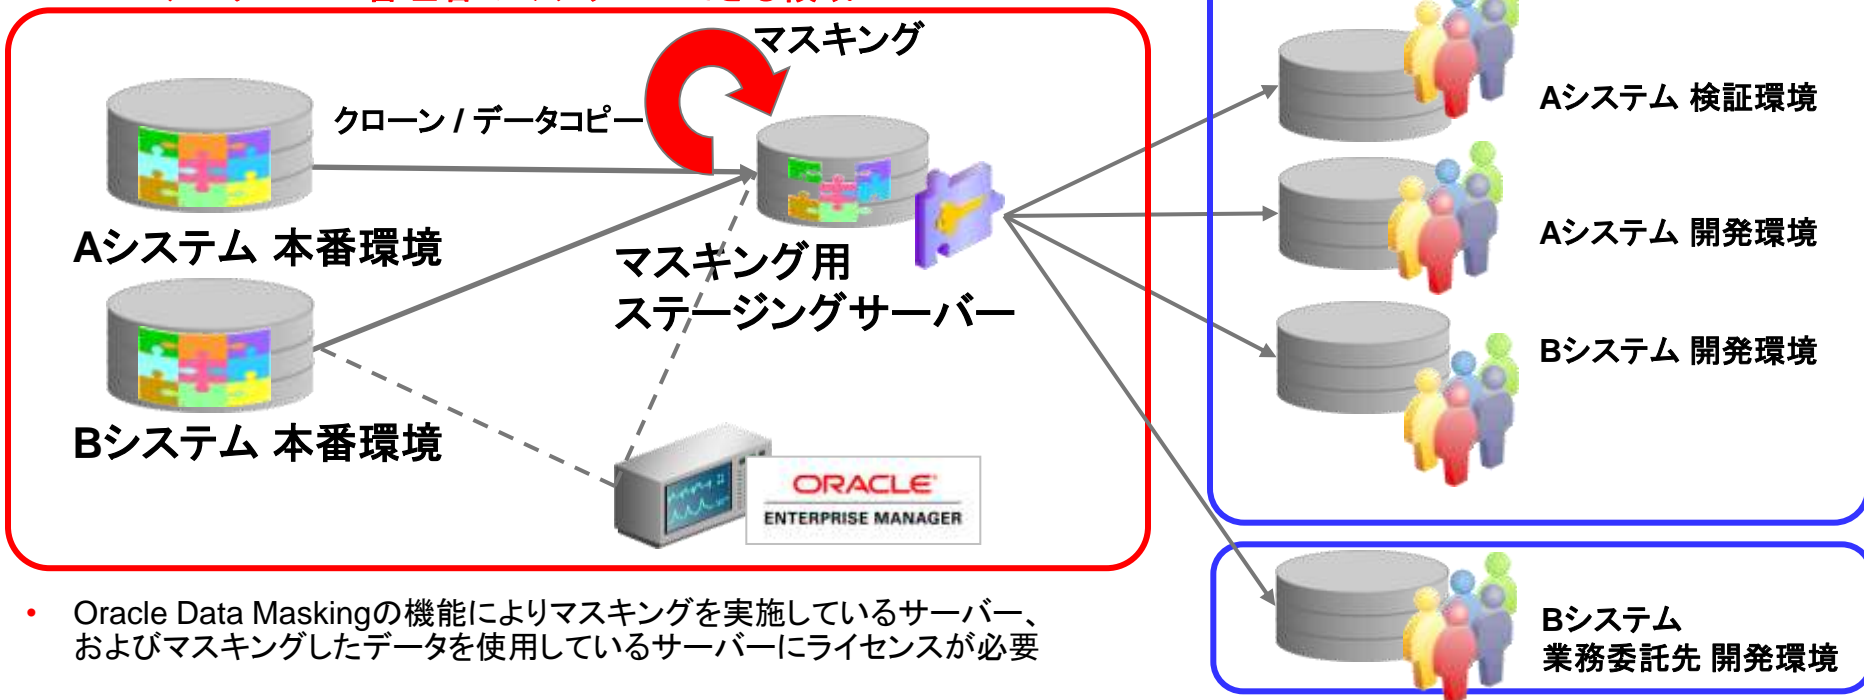 マスキング
クローン / データコピー
Aシステム 本番環境
マスキング用
ステージングサーバー
Bシステム 本番環境
ORACLE
ENTERPRISE MANAGER
Aシステム 検証環境
Aシステム 開発環境
Bシステム 開発環境
Bシステム
業務委託先 開発環境
• Oracle Data Maskingの機能によりマスキングを実施しているサーバー、
およびマスキングしたデータを使用しているサーバーにライセンスが必要